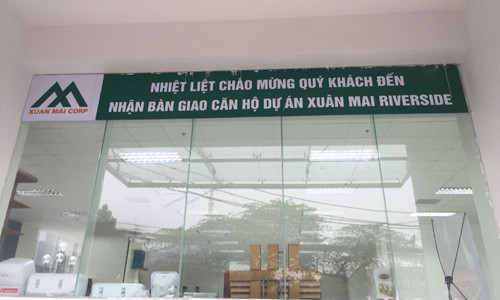 NHIỆT LIỆT CHÀO MỪNG QUÝ KHÁCH ĐẾN
NHẬN BÀN GIAO CĂN HỘ DỰ ÁN XUÂN MAI RIVERSIDE
XUAN MAI CORP